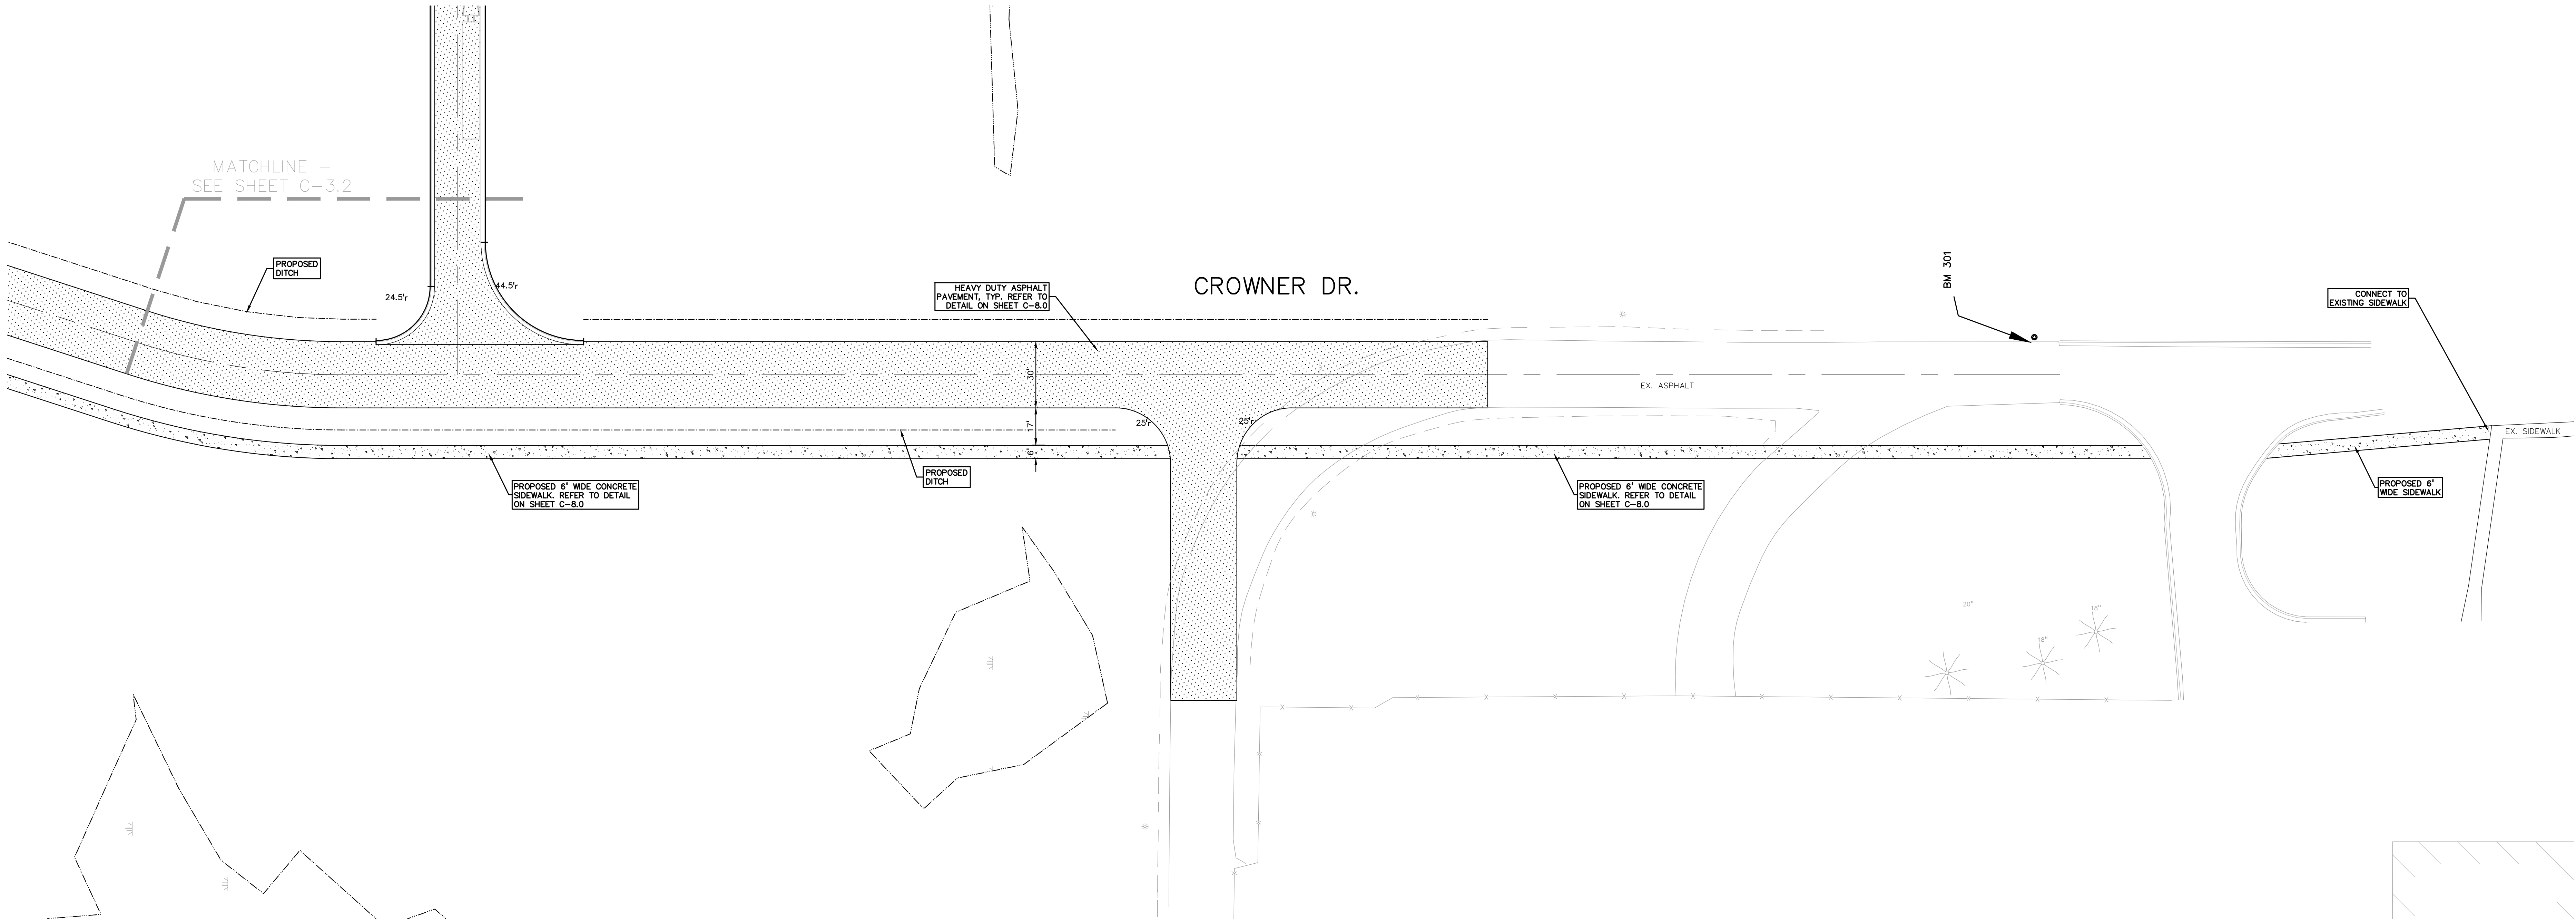 MATCHLINE -
SEE SHEET C-3.2
PROPOSED
DITCH
24.5'r
44.5'r
HEAVY DUTY ASPHALT
PAVEMENT, TYP. REFER TO
DETAIL ON SHEET C-8.0
CROWNER DR.
BM 301
CONNECT TO
EXISTING SIDEWALK
30'
17'
6'
25'r
25'r
EX. ASPHALT
EX. SIDEWALK
PROPOSED 6' WIDE CONCRETE
SIDEWALK. REFER TO DETAIL
ON SHEET C-8.0
PROPOSED
DITCH
PROPOSED 6' WIDE CONCRETE
SIDEWALK. REFER TO DETAIL
ON SHEET C-8.0
PROPOSED 6'
WIDE SIDEWALK
20"
18"
18"